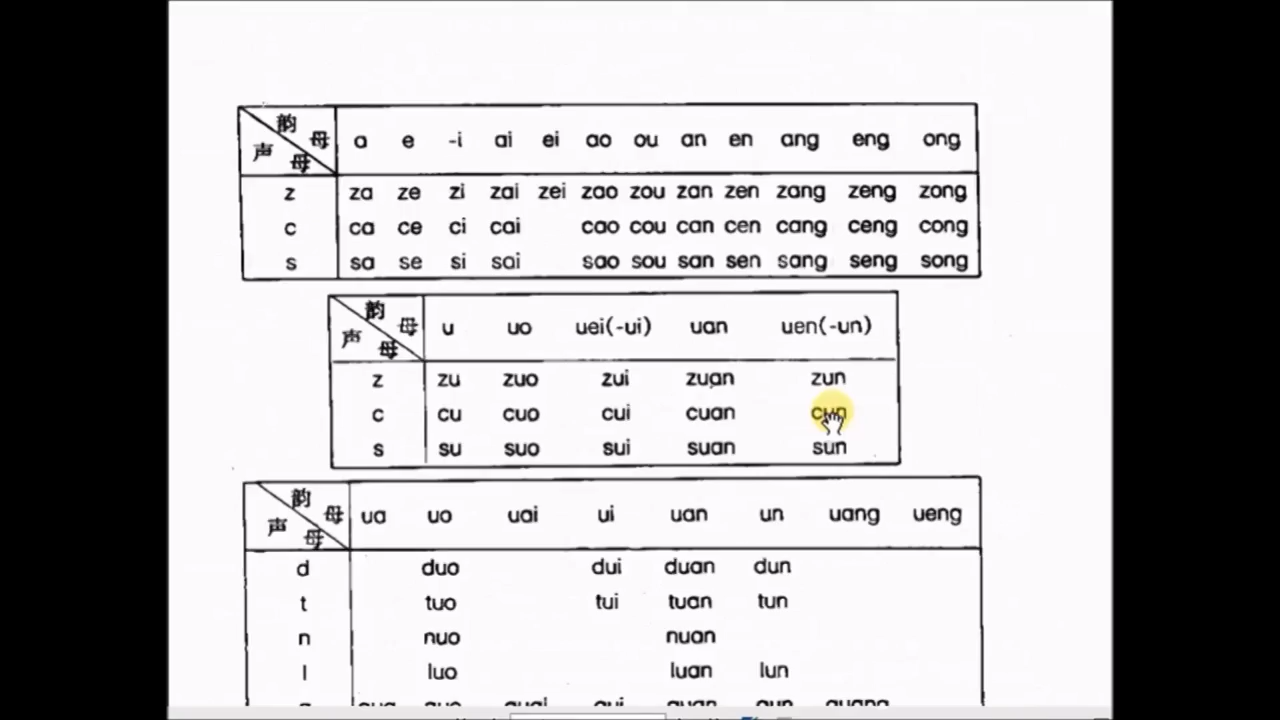 韵母 a e -i ai ei ao ou an en ang eng ong
声母
z za ze zi zai zei zao zou zan zen zang zeng zong
c ca ce ci cai cao cou can cen cang ceng cong
s sa se si sai sao sou san sen sang seng song
韵母 u uo uei(-ui) uan uen(-un)
声母
z zu zuo zui zuan zun
c cu cuo cui cuan cun
s su suo sui suan sun
韵母 ua uo uai ui uan un uang ueng
声母
d duo dui duan dun
t tuo tui tuan tun
n nuo nuan
l luo luan lun